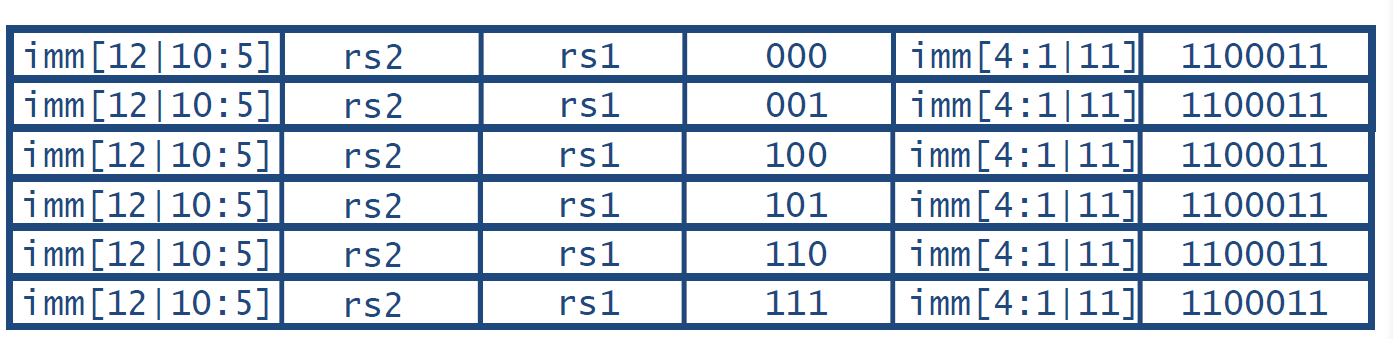 imm[12|10:5] rs2 rs1 000 imm[4:1|11] 1100011
imm[12|10:5] rs2 rs1 001 imm[4:1|11] 1100011
imm[12|10:5] rs2 rs1 100 imm[4:1|11] 1100011
imm[12|10:5] rs2 rs1 101 imm[4:1|11] 1100011
imm[12|10:5] rs2 rs1 110 imm[4:1|11] 1100011
imm[12|10:5] rs2 rs1 111 imm[4:1|11] 1100011